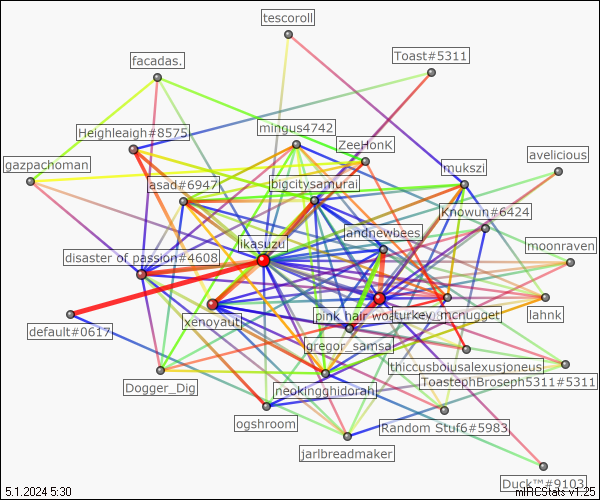 tescoroll
Toast#5311
facadas.
Heighleaigh#8575
mingus4742
ZeeHonK
avelicious
gazpachoman
mukszi
asad#6947
bigcitysamurai
Knowun#6424
andnewbees
ikasuzu
moonraven
disaster of passion#4608
pink hair wo
turkey_mcnugget
lahnk
xenoyaut
default#0617
gregor_samsa
thiccusboiusalexusjoneus
ToastephBroseph5311#5311
Dogger_Dig
neokingghidorah
ogshroom
Random Stuf6#5983
jarlbreadmaker
Duck™#9103
5.1.2024 5:30
mIRCStats v1.25